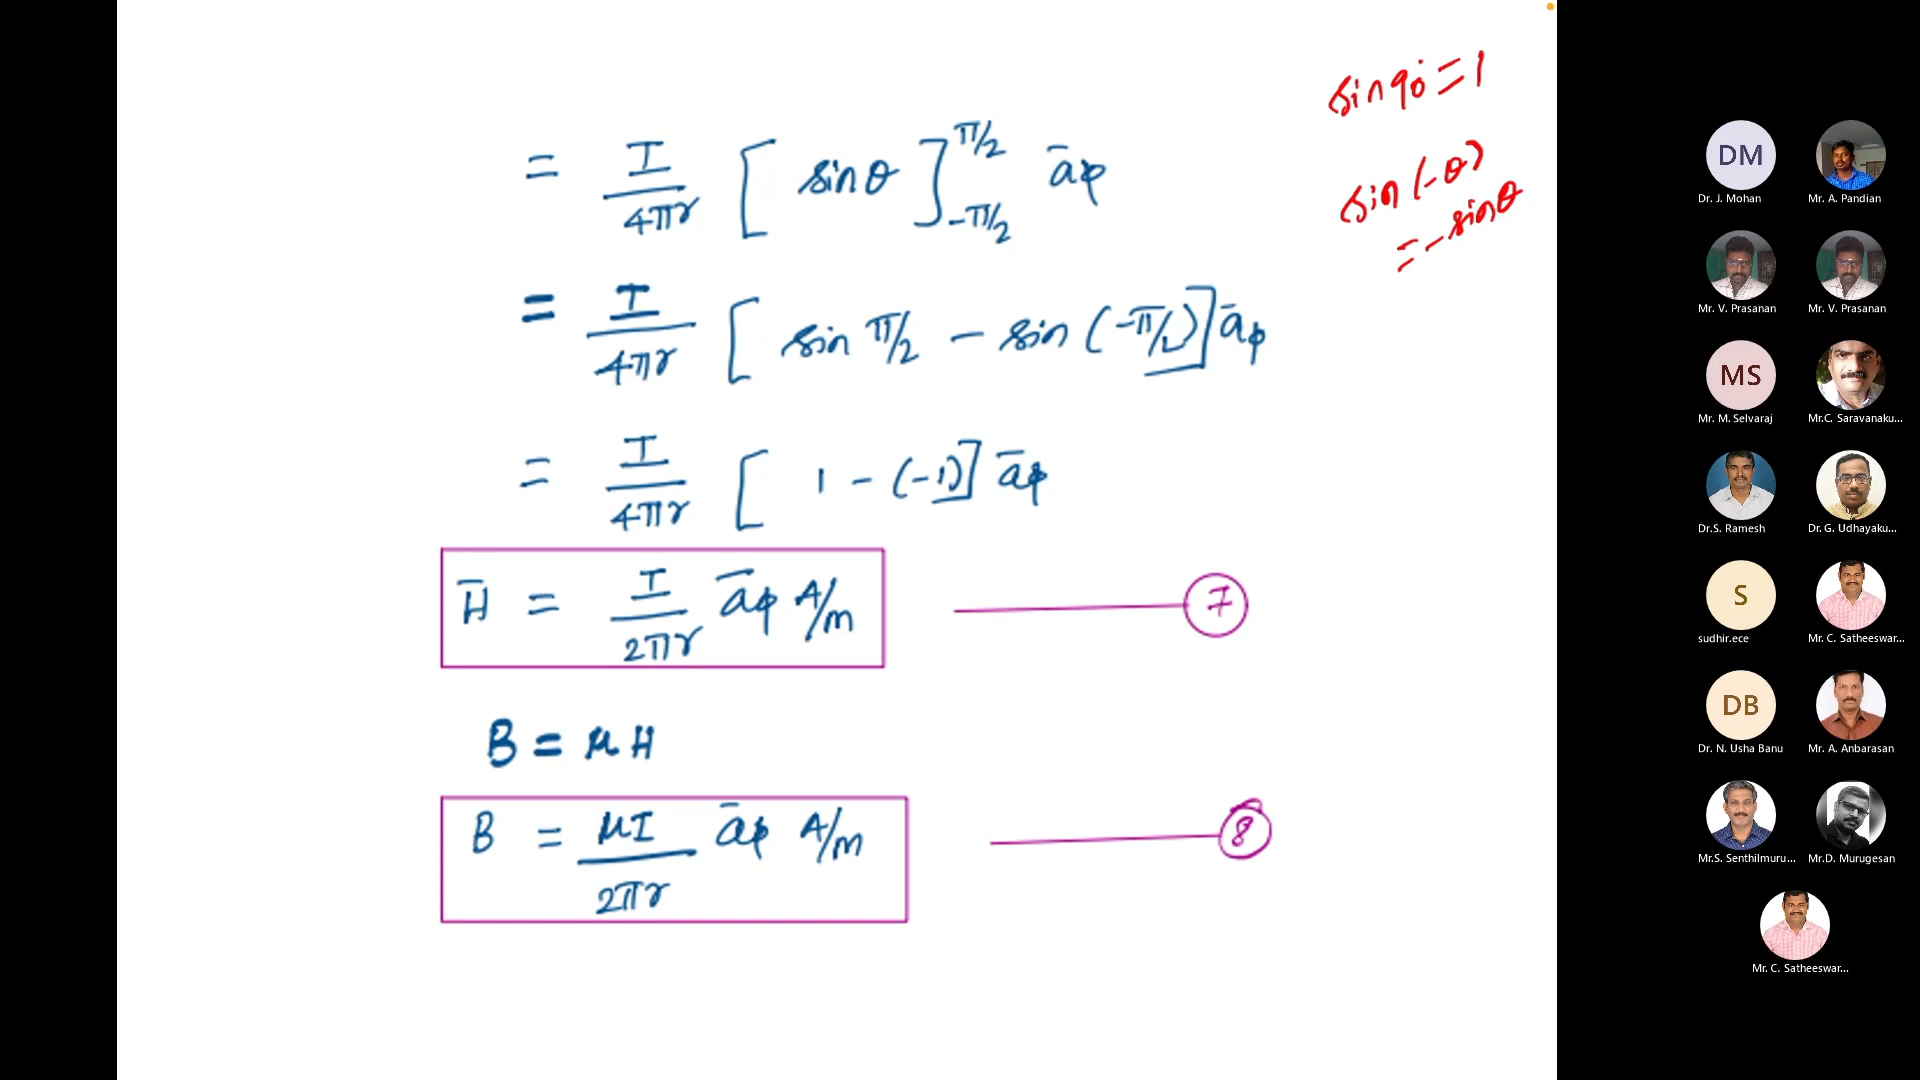 sin 90° = 1
= I/4πr [ sinθ ]^π/2_-π/2 āφ
sin (-θ)
= - sinθ
= I/4πr [ sin π/2 - sin (-π/2) ] āφ
= I/4πr [ 1 - (-1) ] āφ
H̄ = I/2πr āφ A/m 7
B = μ H
B = μI/2πr āφ A/m 8
DM
Dr. J. Mohan
Mr. A. Pandian
Mr. V. Prasanan
Mr. V. Prasanan
MS
Mr. M. Selvaraj
Mr.C. Saravanaku...
Dr.S. Ramesh
Dr. G. Udhayaku...
S
sudhir.ece
Mr. C. Satheeswar...
DB
Dr. N. Usha Banu
Mr. A. Anbarasan
Mr.S. Senthilmuru...
Mr.D. Murugesan
Mr. C. Satheeswar...